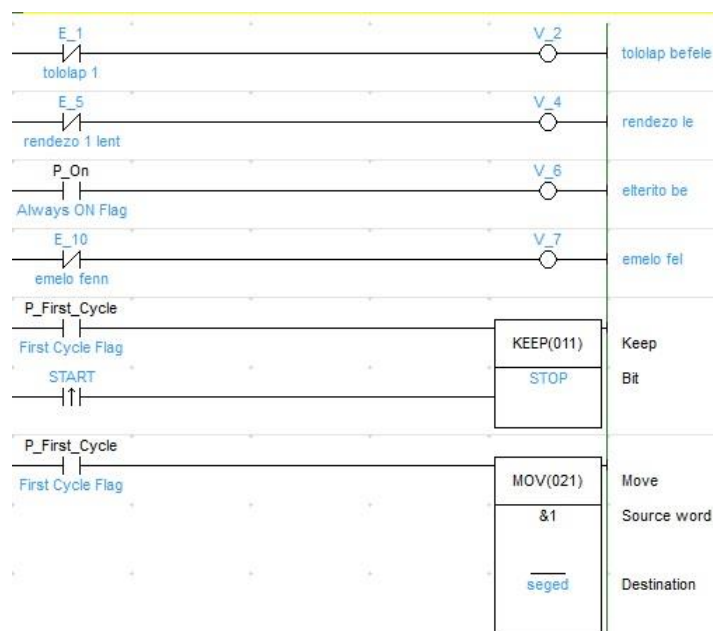 E_1 V_2
tololap befele
tololap 1
E_5 V_4
rendezo le
rendezo 1 lent
P_On V_6
elterito be
Always ON Flag
E_10 V_7
emelo fel
emelo fenn
P_First_Cycle
First Cycle Flag KEEP(011) Keep
START STOP Bit
P_First_Cycle
First Cycle Flag MOV(021) Move
&1 Source word
seged Destination